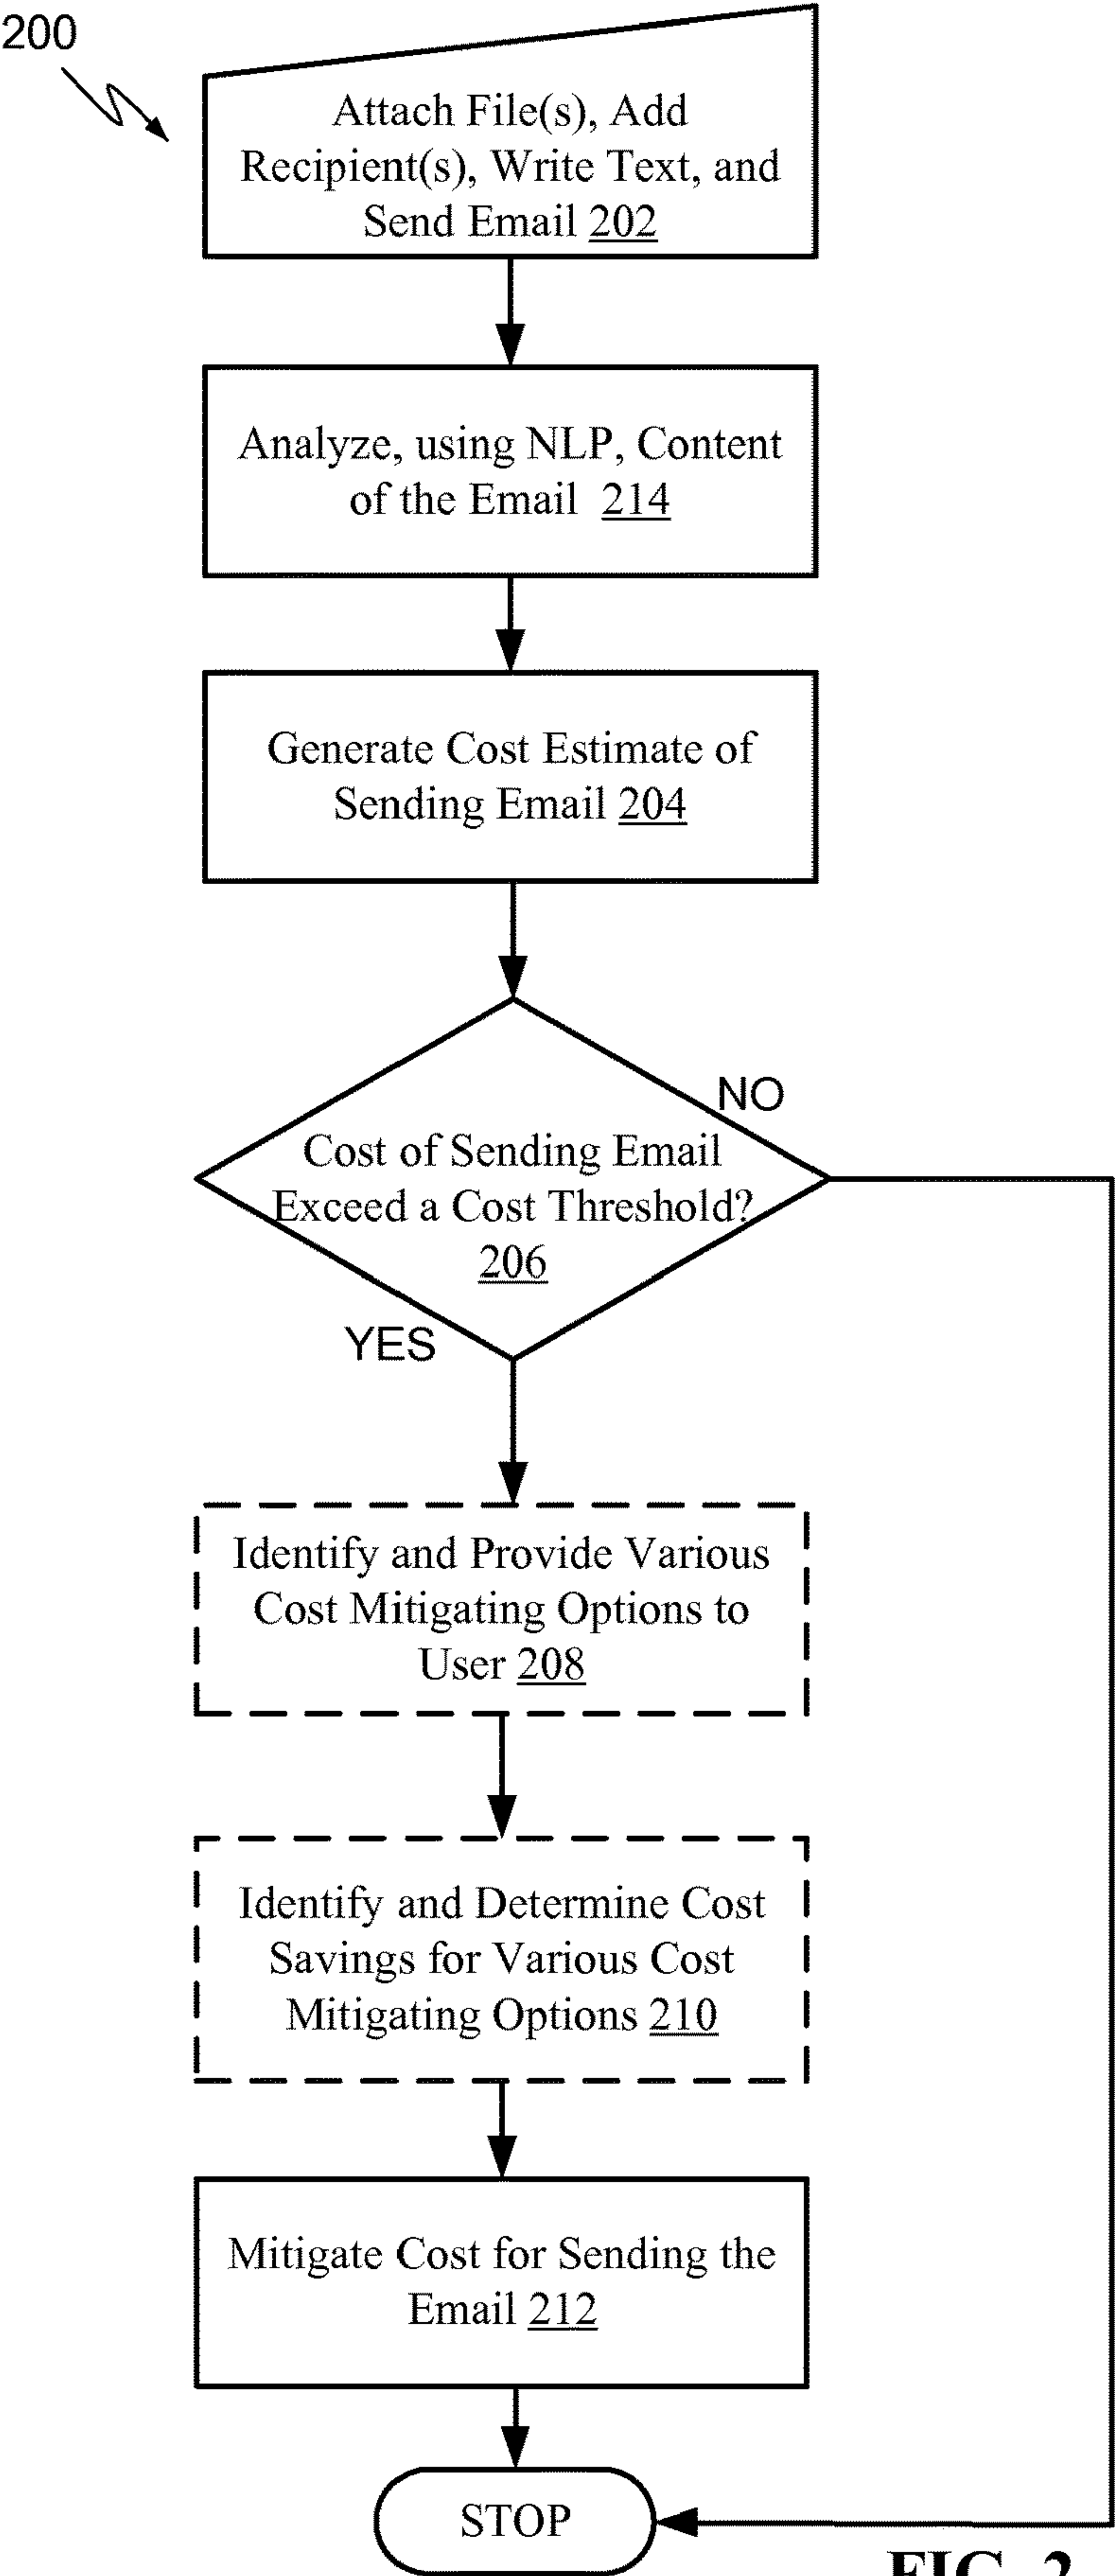 200
Attach File(s), Add
Recipient(s), Write Text, and
Send Email 202
Analyze, using NLP, Content
of the Email 214
Generate Cost Estimate of
Sending Email 204
NO
Cost of Sending Email
Exceed a Cost Threshold?
206
YES
Identify and Provide Various
Cost Mitigating Options to
User 208
Identify and Determine Cost
Savings for Various Cost
Mitigating Options 210
Mitigate Cost for Sending the
Email 212
STOP
FIG. 2